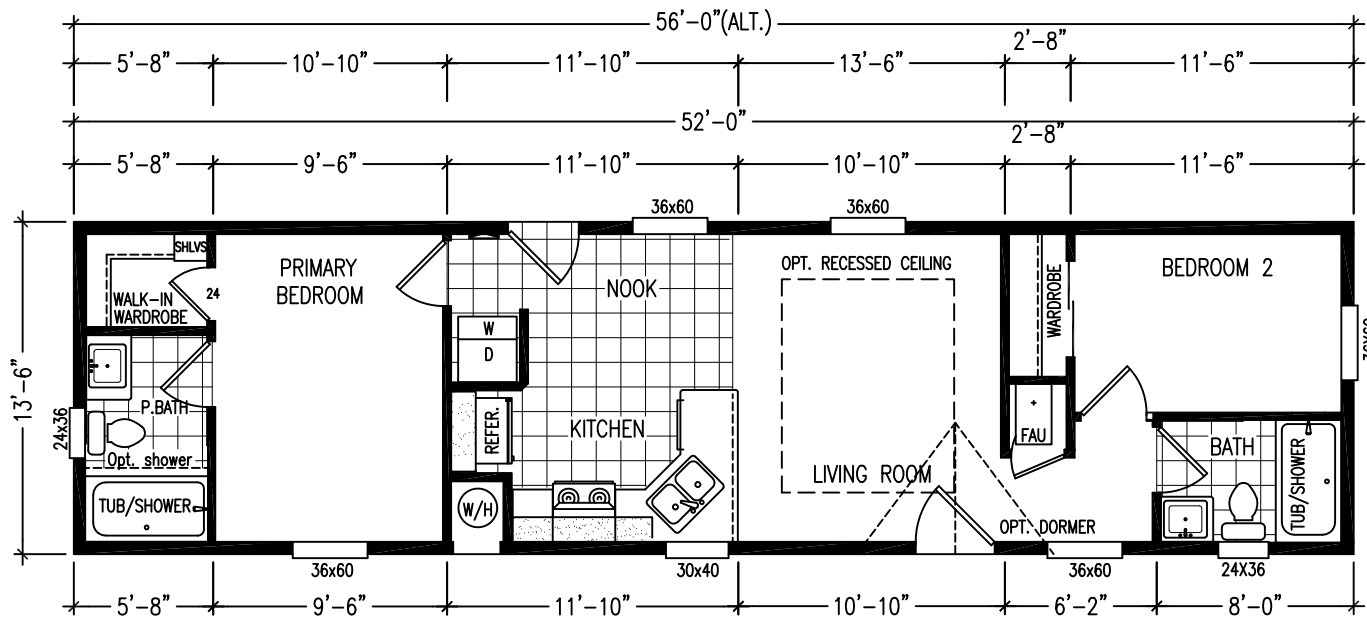 56'-0"(ALT.)
5'-8" 10'-10" 11'-10" 13'-6" 2'-8" 11'-6"
52'-0"
5'-8" 9'-6" 11'-10" 10'-10" 2'-8" 11'-6"
36x60 36x60
SHLVS
WALK-IN
WARDROBE
24
PRIMARY
BEDROOM
NOOK
OPT. RECESSED CEILING
WARDROBE
BEDROOM 2
W
D
13'-6"
24x36
P.BATH
Opt. shower
TUB/SHOWER
REFER.
KITCHEN
W/H
LIVING ROOM
FAU
OPT. DORMER
BATH
TUB/SHOWER
36x60 30x40 36x60 24X36
5'-8" 9'-6" 11'-10" 10'-10" 6'-2" 8'-0"